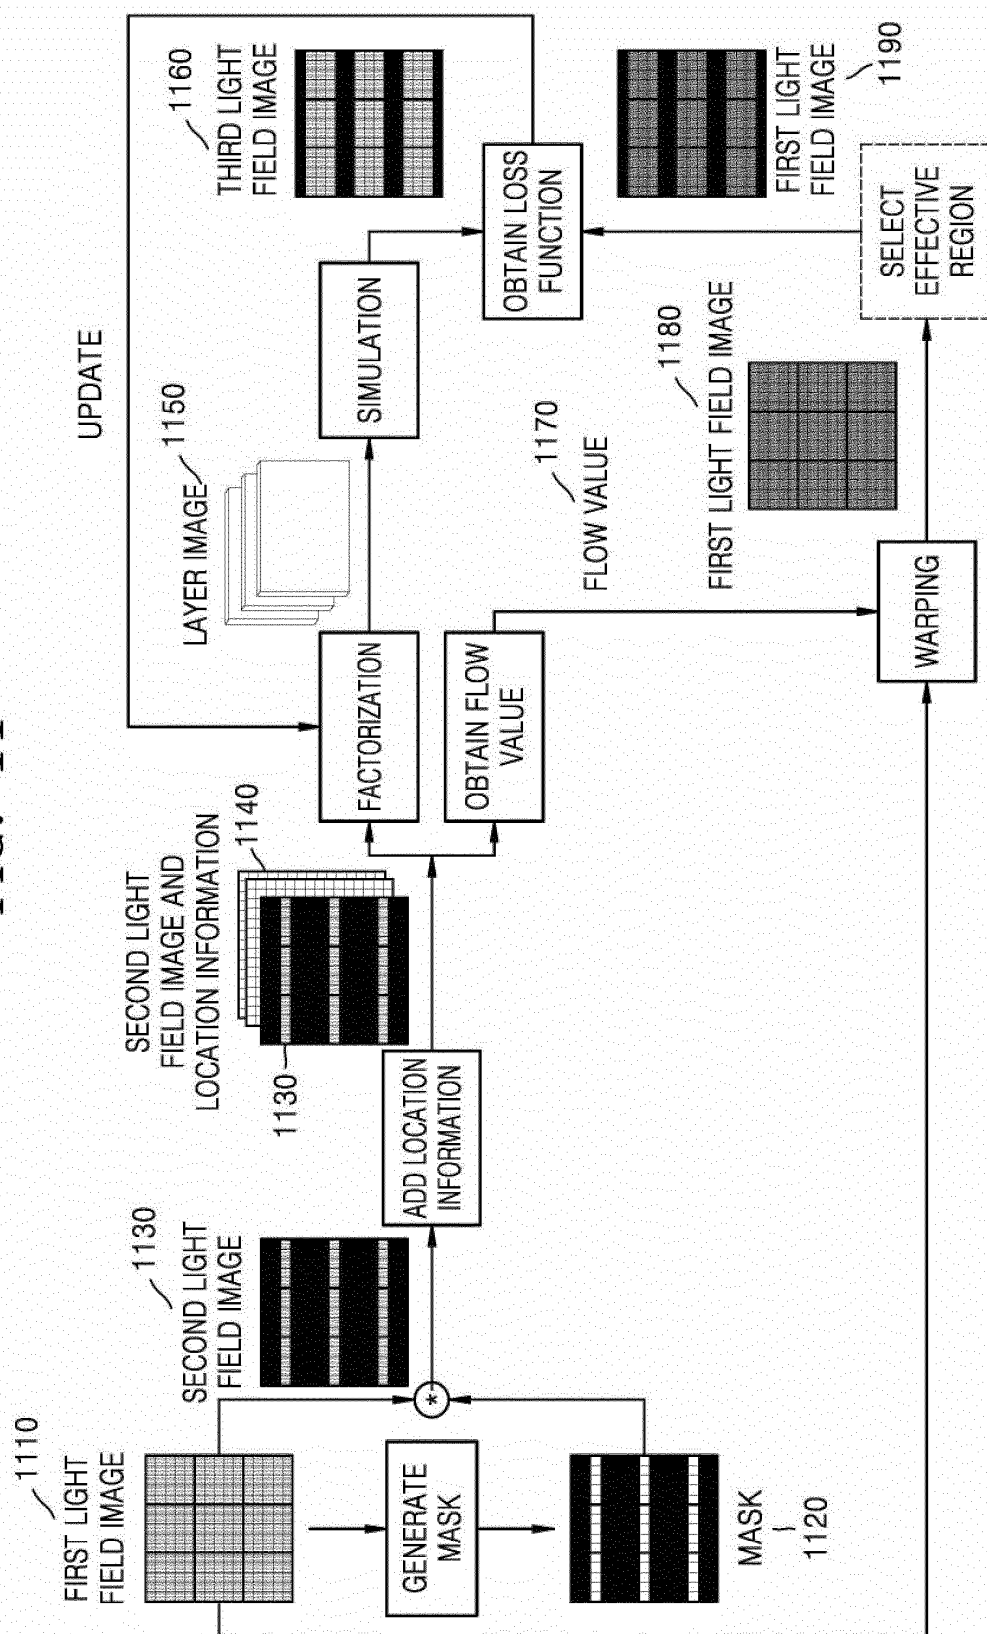 1110
FIRST LIGHT
FIELD IMAGE
GENERATE
MASK
MASK
1120
*
1130
SECOND LIGHT
FIELD IMAGE
ADD LOCATION
INFORMATION
SECOND LIGHT
FIELD IMAGE AND
LOCATION INFORMATION
1140
1130
FACTORIZATION
OBTAIN FLOW
VALUE
UPDATE
LAYER IMAGE
1150
SIMULATION
FLOW VALUE
1170
WARPING
FIRST LIGHT FIELD IMAGE
1180
1160
THIRD LIGHT
FIELD IMAGE
OBTAIN LOSS
FUNCTION
FIRST LIGHT
FIELD IMAGE
1190
SELECT
EFFECTIVE
REGION